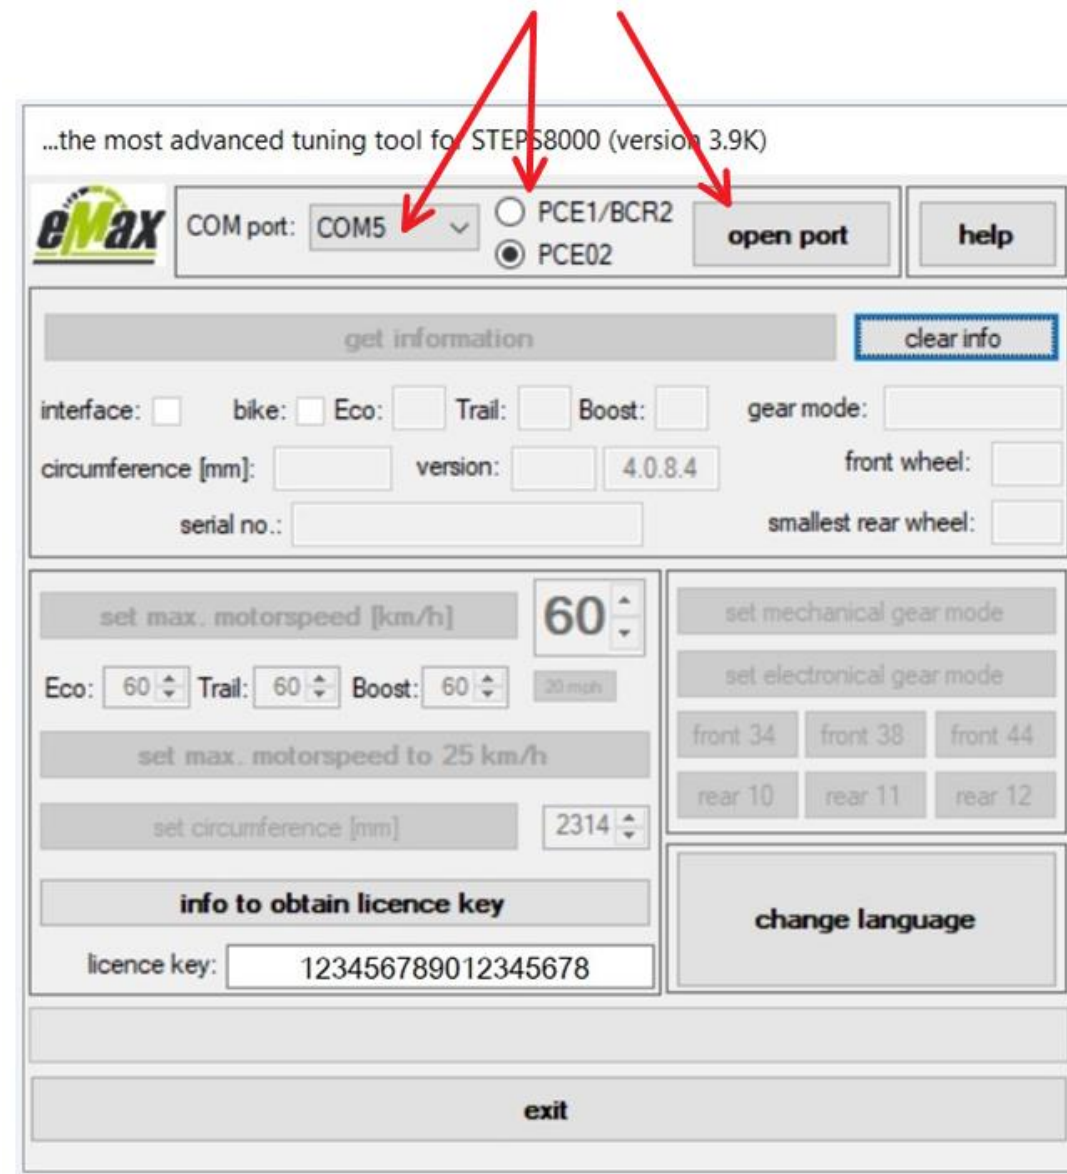 ...the most advanced tuning tool for STEPS8000 (version 3.9K)
eMax COM port: COM5 PCE1/BCR2 open port help
PCE02
get information clear info
interface: bike: Eco: Trail: Boost: gear mode:
circumference [mm]: version: 4.0.8.4 front wheel:
serial no.: smallest rear wheel:
set max. motorspeed [km/h] 60 set mechanical gear mode
Eco: 60 Trail: 60 Boost: 60 20 mph set electronical gear mode
set max. motorspeed to 25 km/h front 34 front 38 front 44
set circumference [mm] 2314 rear 10 rear 11 rear 12
info to obtain licence key change language
licence key: 123456789012345678
exit